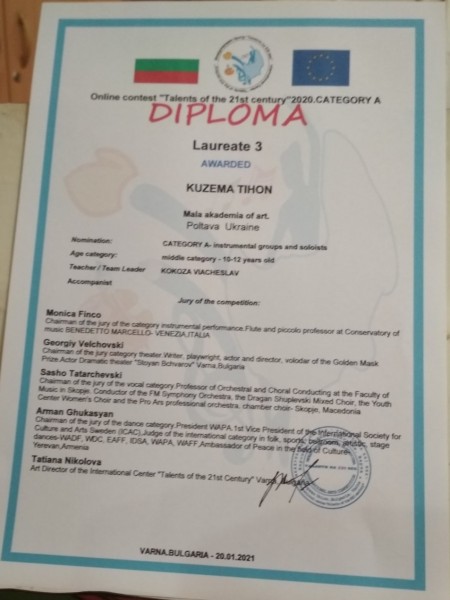 Online contest "Talents of the 21st century"2020.CATEGORY A
DIPLOMA
Laureate 3
AWARDED
KUZEMA TIHON
Mala akademia of art.
Poltava Ukraine
Nomination: CATEGORY A- instrumental groups and soloists
Age category: middle category - 10-12 years old
Teacher / Team Leader KOKOZA VIACHESLAV
Accompanist
Jury of the competition:
Monica Finco
Chairman of the jury of the category instrumental performance.Flute and piccolo professor at Conservatory of
music BENEDETTO MARCELLO- VENEZIA,ITALIA
Georgiy Velchovski
Chairman of the jury category theater.Writer, playwright, actor and director, volodar of the Golden Mask
Prize Actor Dramatic theater "Stoyan Bchvarov" Varna,Bulgaria
Sasho Tatarchevski
Chairman of the jury of the vocal category.Professor of Orchestral and Choral Conducting at the Faculty of
Music in Skopje. Conductor of the FM Symphony Orchestra, the Dragan Shuplevski Mixed Choir, the Youth
Center Women's Choir and the Pro Ars professional orchestra, chamber choir- Skopje, Macedonia
Arman Ghukasyan
Chairman of the jury of the dance category.President WAPA.1st Vice President of the International Society for
Culture and Arts Sweden (ICAC).Judge of the international category in folk, sports, ballroom, artistic, stage
dances-WADF, WDC, EAFF, IDSA, WAPA, WAFF,Ambassador of Peace in the field of Culture-
Yerevan,Armenia
Tatiana Nikolova
Art Director of the International Center "Talents of the 21st Century" Varna, Bulgaria
VARNA.BULGARIA - 20.01.2021